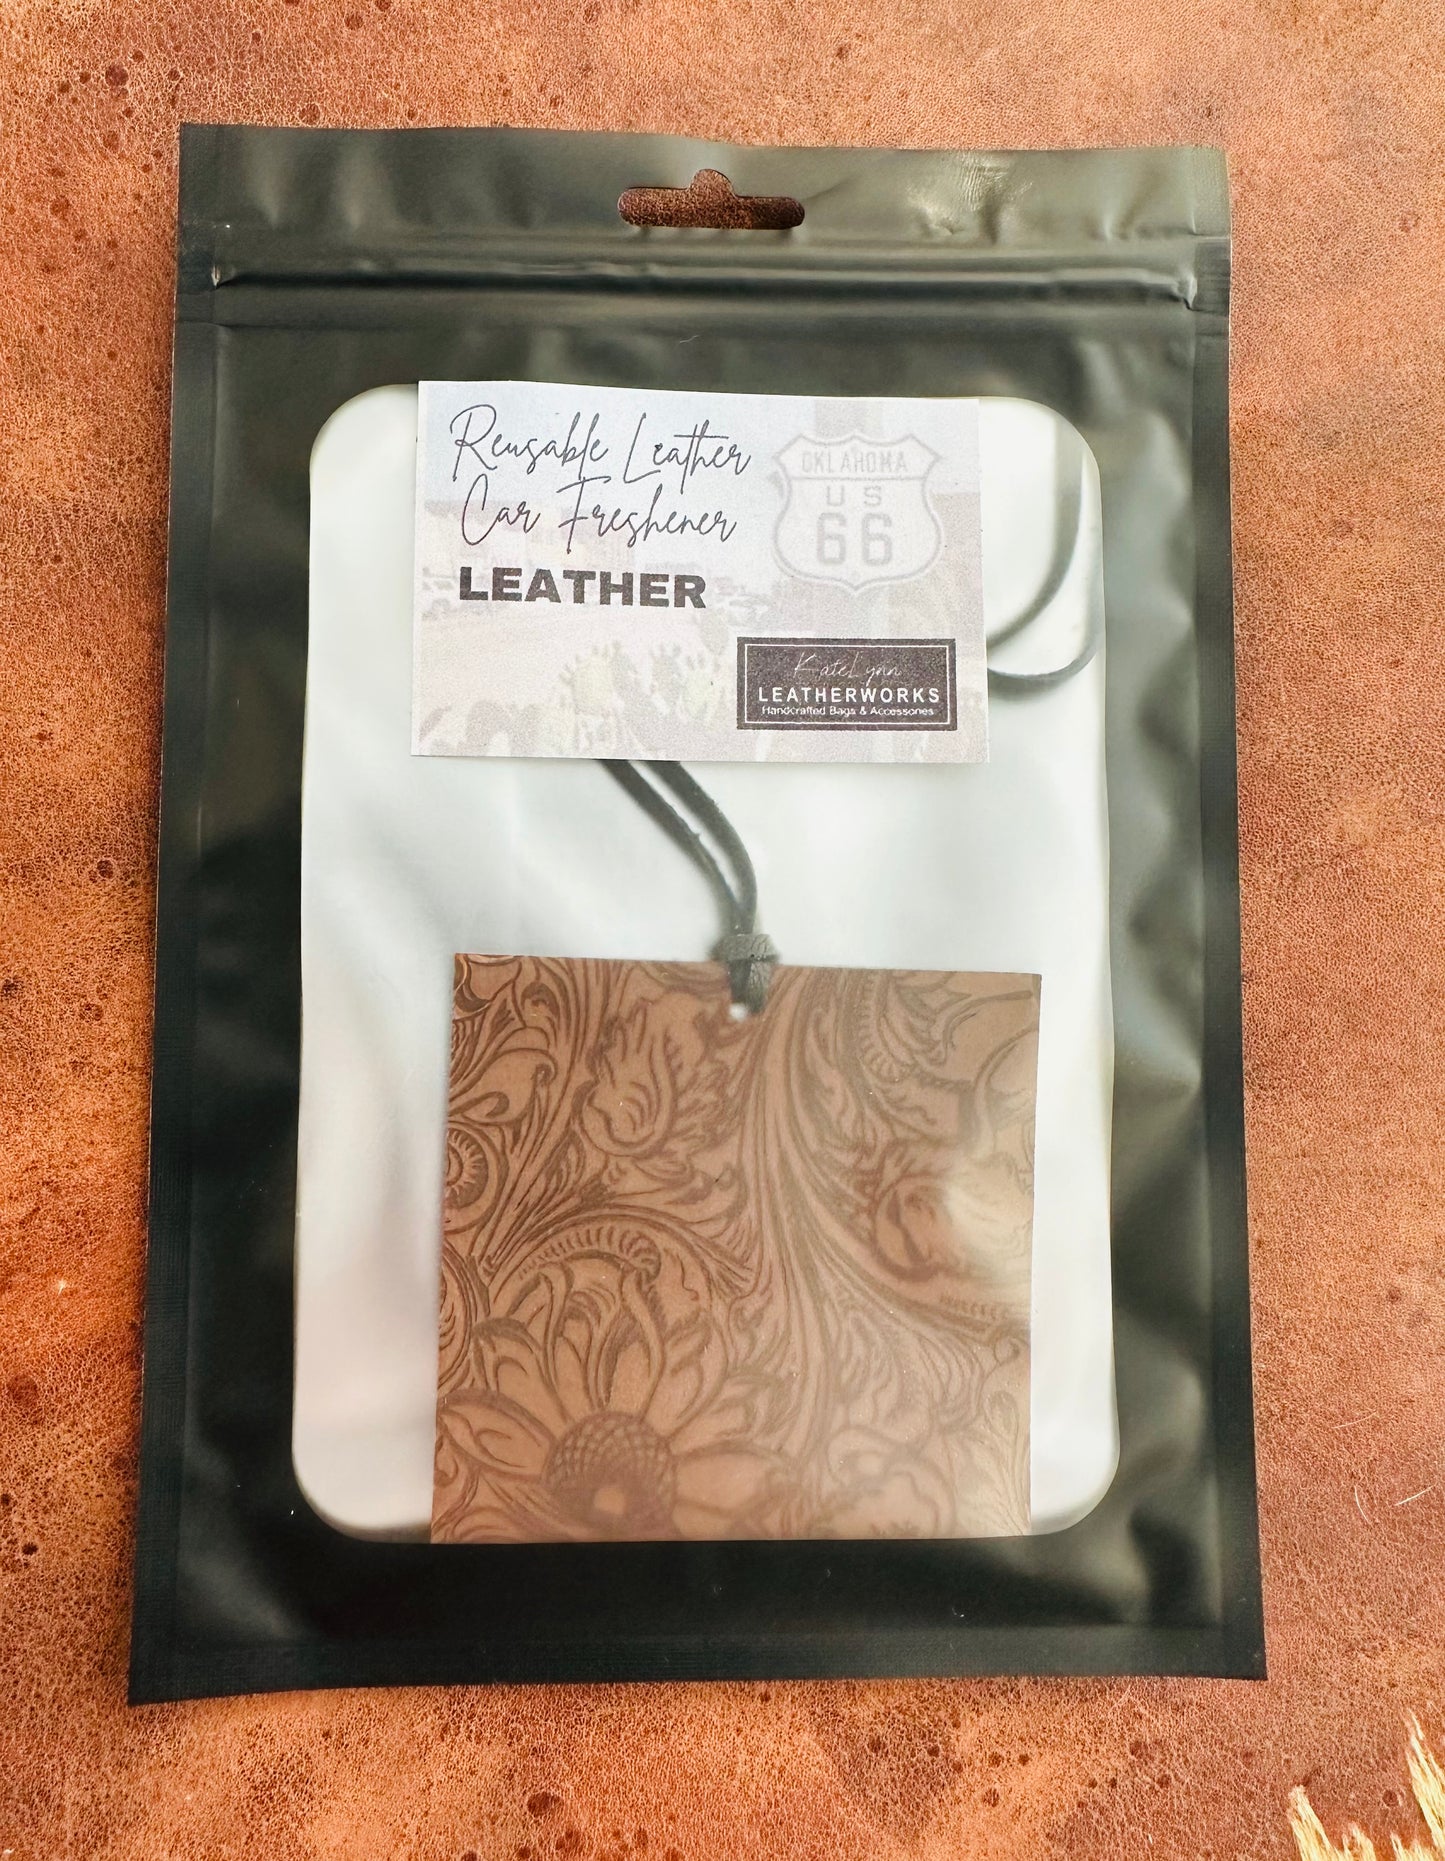 Reusable Leather
Car Freshener
LEATHER
OKLAHOMA
US
66
KateLynn
LEATHERWORKS
Handcrafted Bags & Accessories